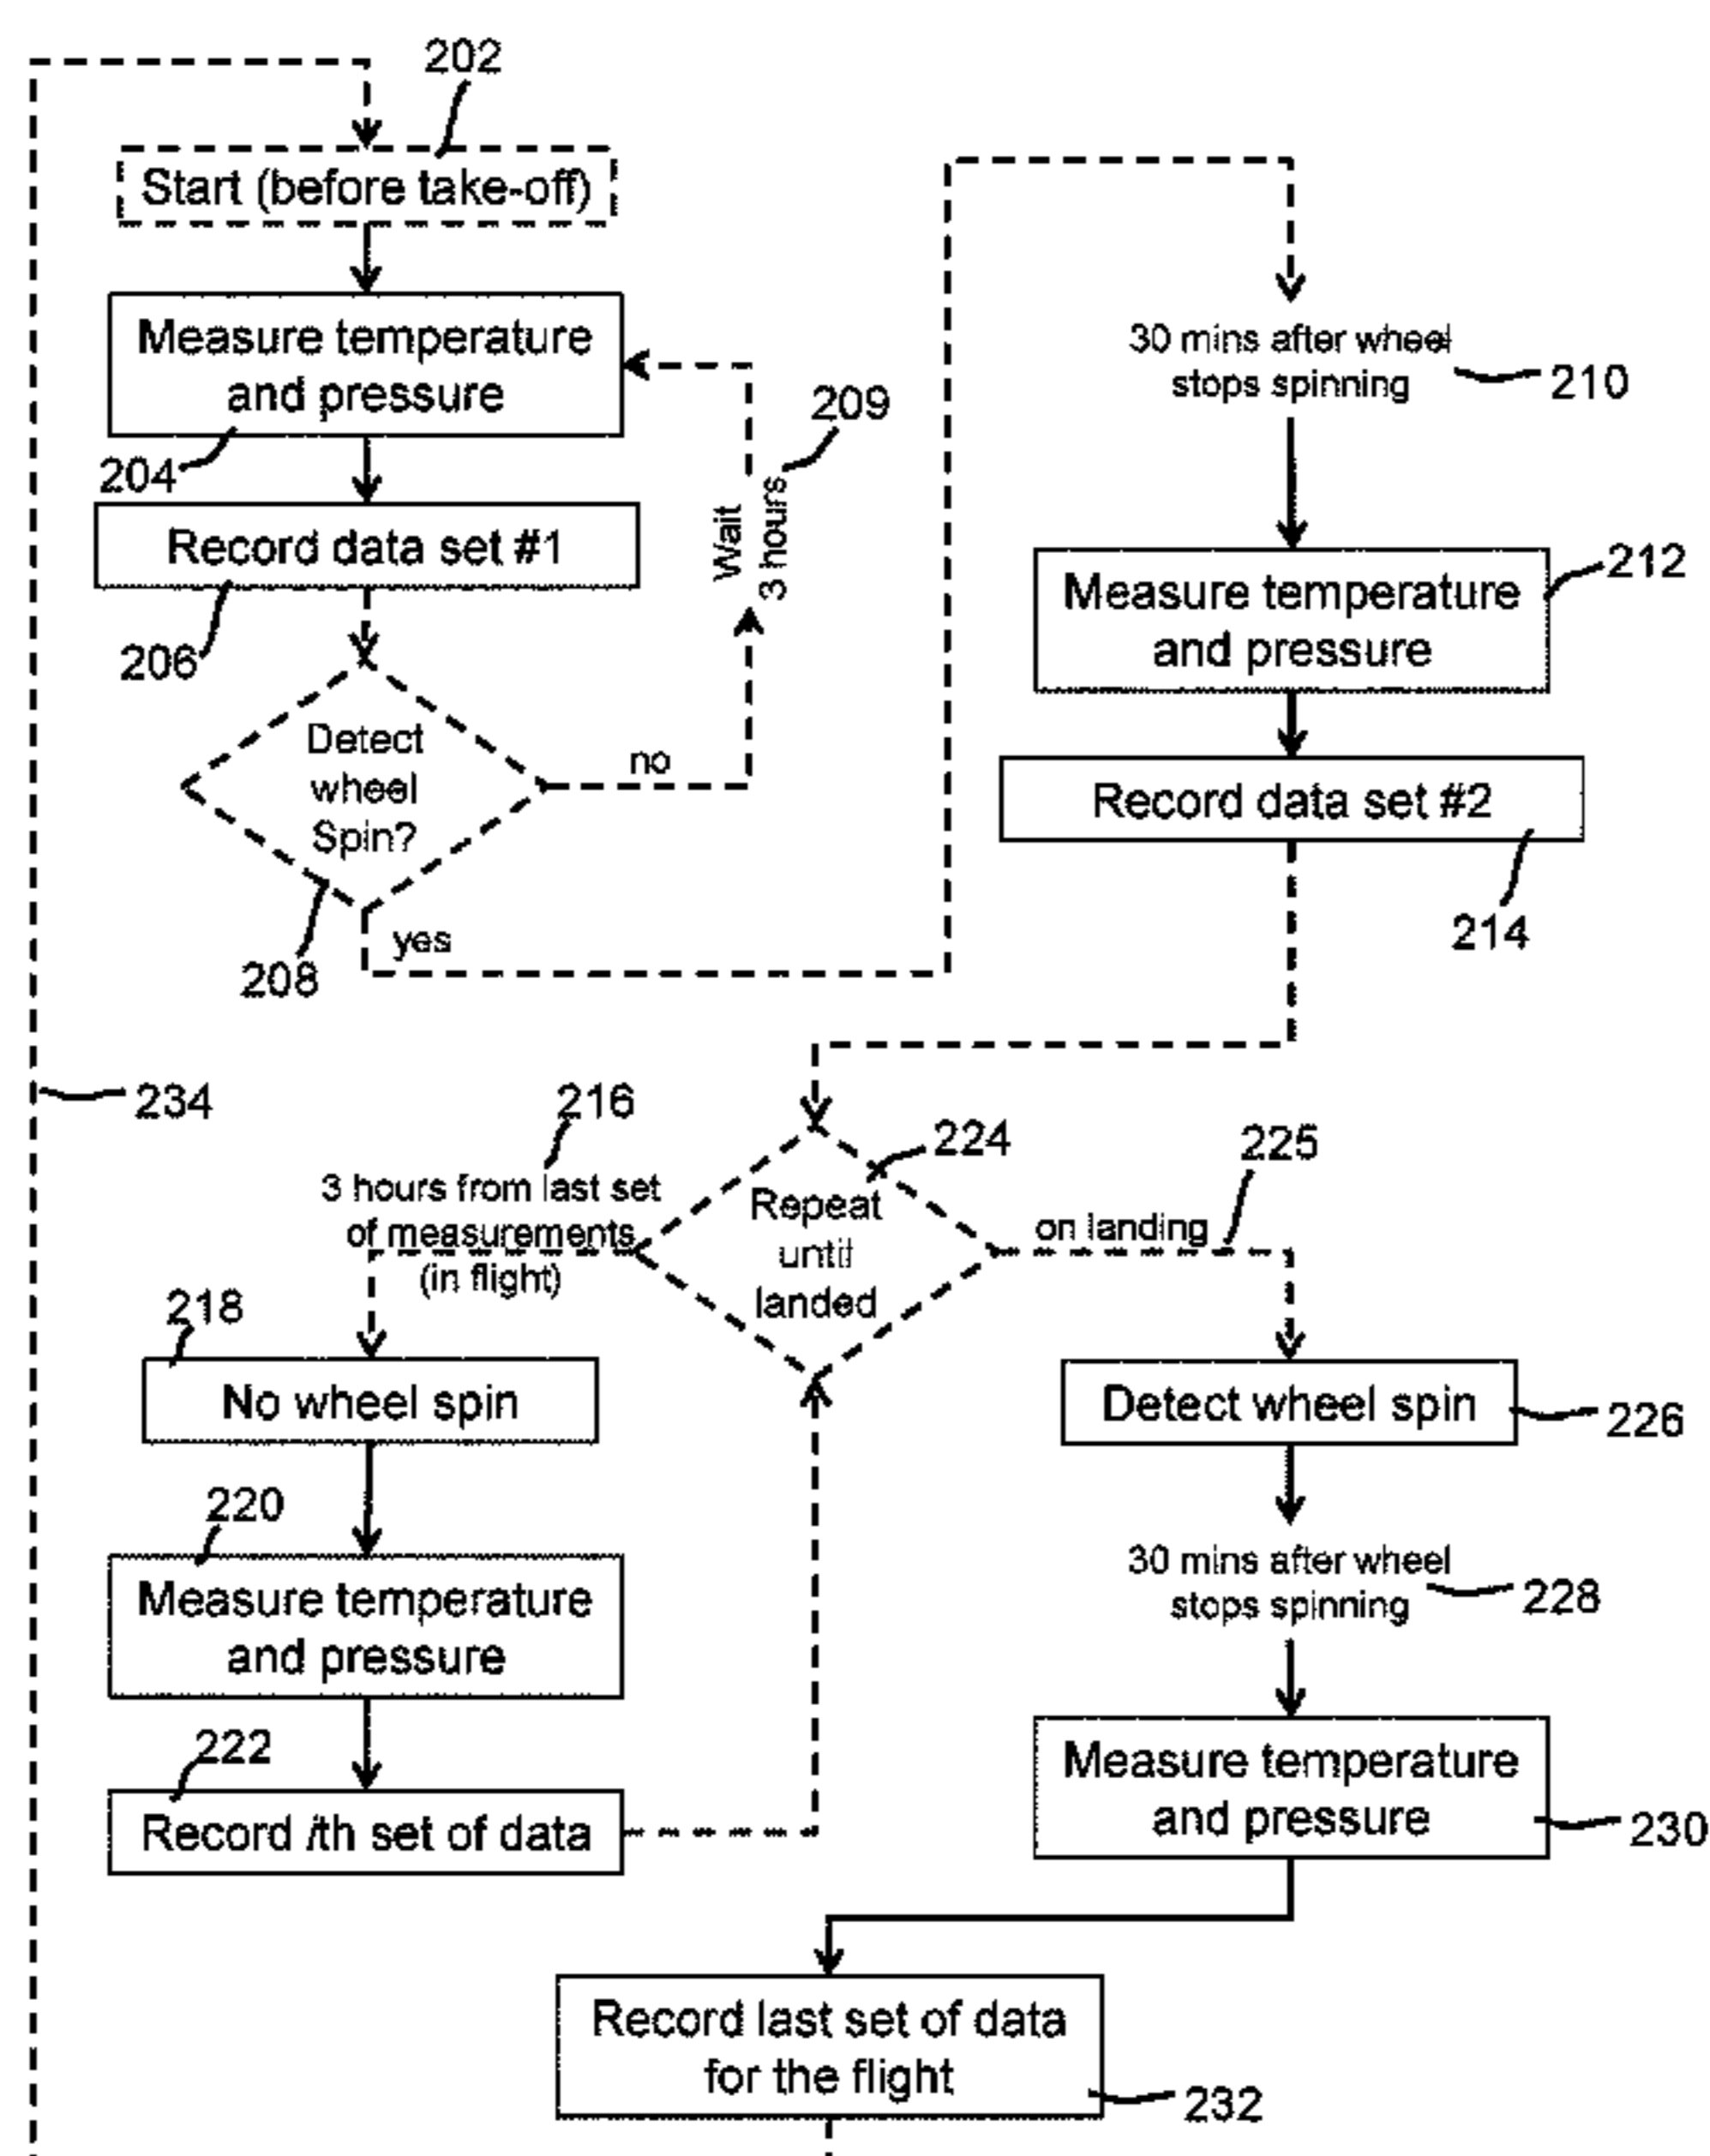 202
Start (before take-off)
Measure temperature
and pressure
204
Record data set #1
206
Detect
wheel
Spin?
208
no
yes
Wait
3 hours
209
30 mins after wheel
stops spinning
210
Measure temperature
and pressure
212
Record data set #2
214
234
216
3 hours from last set
of measurements
(in flight)
224
Repeat
until
landed
225
on landing
218
No wheel spin
220
Measure temperature
and pressure
222
Record ith set of data
Detect wheel spin
226
30 mins after wheel
stops spinning
228
Measure temperature
and pressure
230
Record last set of data
for the flight
232